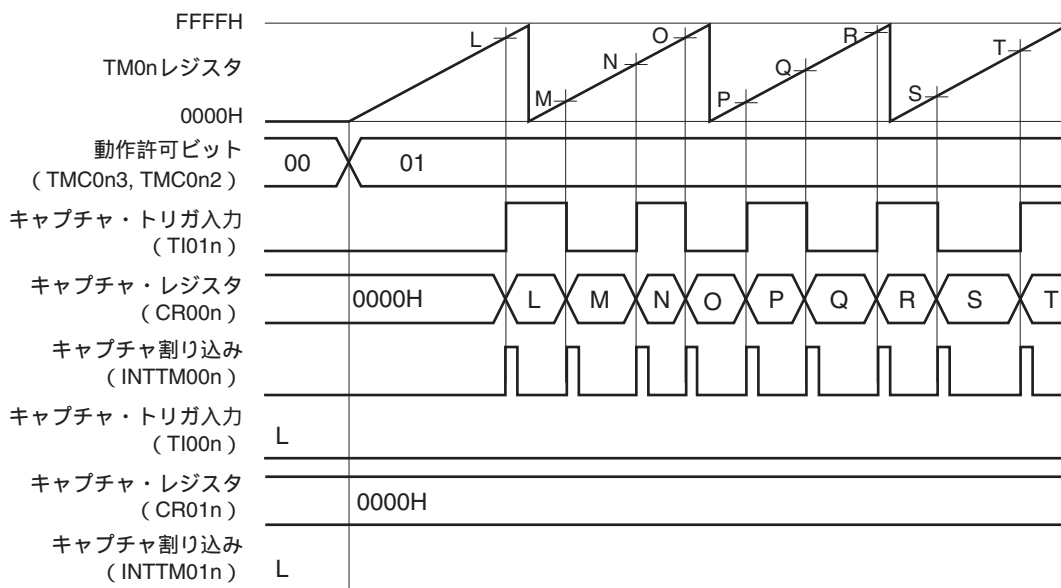 FFFFH
TM0nレジスタ
0000H
L
M
N
O
P
Q
R
S
T
動作許可ビット
（TMC0n3, TMC0n2）
00
01
キャプチャ・トリガ入力
（TI01n）
キャプチャ・レジスタ
（CR00n）
0000H
L
M
N
O
P
Q
R
S
T
キャプチャ割り込み
（INTTM00n）
キャプチャ・トリガ入力
（TI00n）
L
キャプチャ・レジスタ
（CR01n）
0000H
キャプチャ割り込み
（INTTM01n）
L